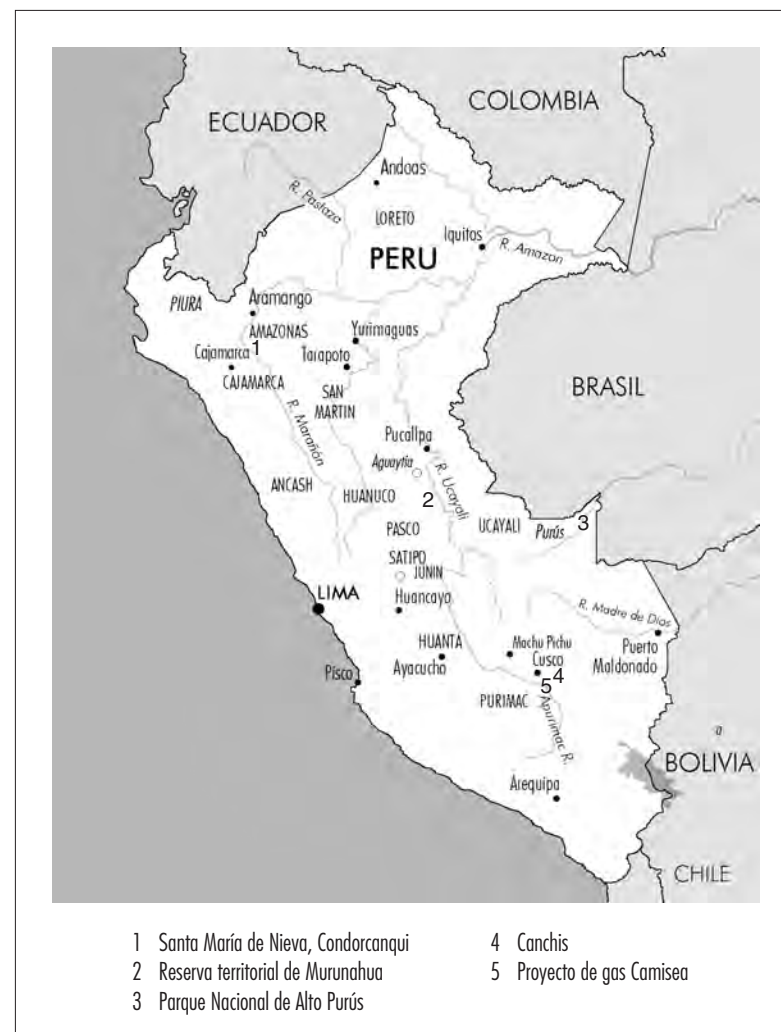 COLOMBIA
ECUADOR
Andoas
R. Pastaza
LORETO
Iquitos
PERU
R. Amazon
PIURA
Aramango
AMAZONAS
Yurimaguas
Cajamarca 1
Tarapoto
CAJAMARCA
SAN
MARTIN
BRASIL
R. Marañón
Pucallpa
Aguaytía
R. Ucayali
ANCASH
HUANUCO
2
UCAYALI
Purús
3
PASCO
SATIPO
JUNIN
LIMA
Huancayo
R. Madre de Dios
HUANTA
Machu Pichu
Puerto
Maldonado
Ayacucho
Cusco
4
Pisco
5
PURIMAC
Apurimac R.
a
BOLIVIA
Arequipa
CHILE
1 Santa María de Nieva, Condorcanqui
2 Reserva territorial de Murunahua
3 Parque Nacional de Alto Purús
4 Canchis
5 Proyecto de gas Camisea